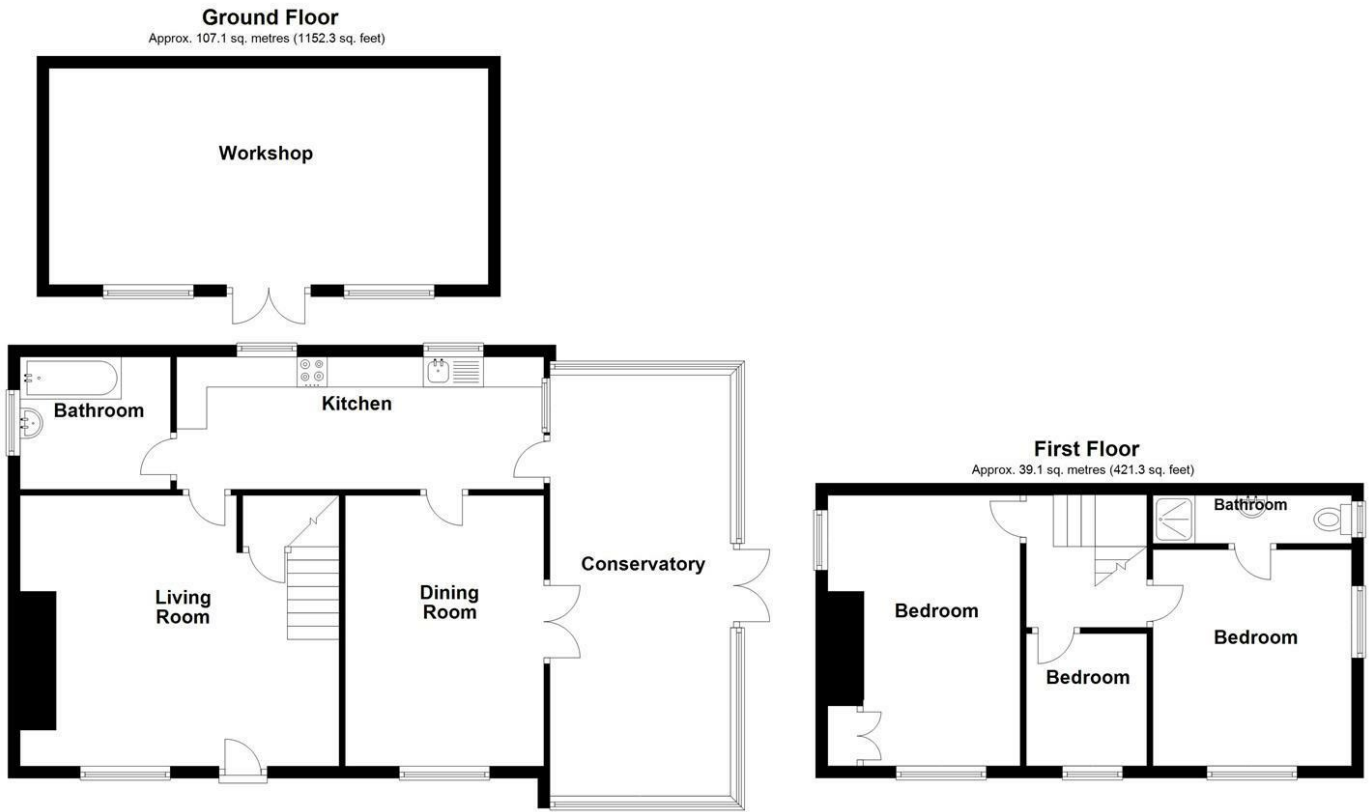 Ground Floor
Approx. 107.1 sq. metres (1152.3 sq. feet)
Workshop
Bathroom
Kitchen
Living
Room
Dining
Room
Conservatory
First Floor
Approx. 39.1 sq. metres (421.3 sq. feet)
Bathroom
Bedroom
Bedroom
Bedroom